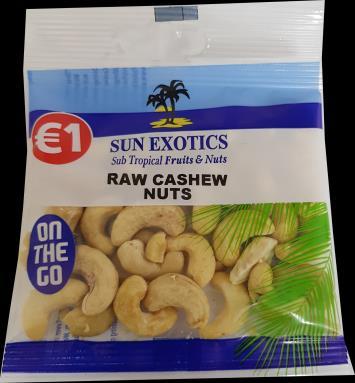 €1
SUN EXOTICS
Sub Tropical Fruits & Nuts
RAW CASHEW
NUTS
ON
THE
GO